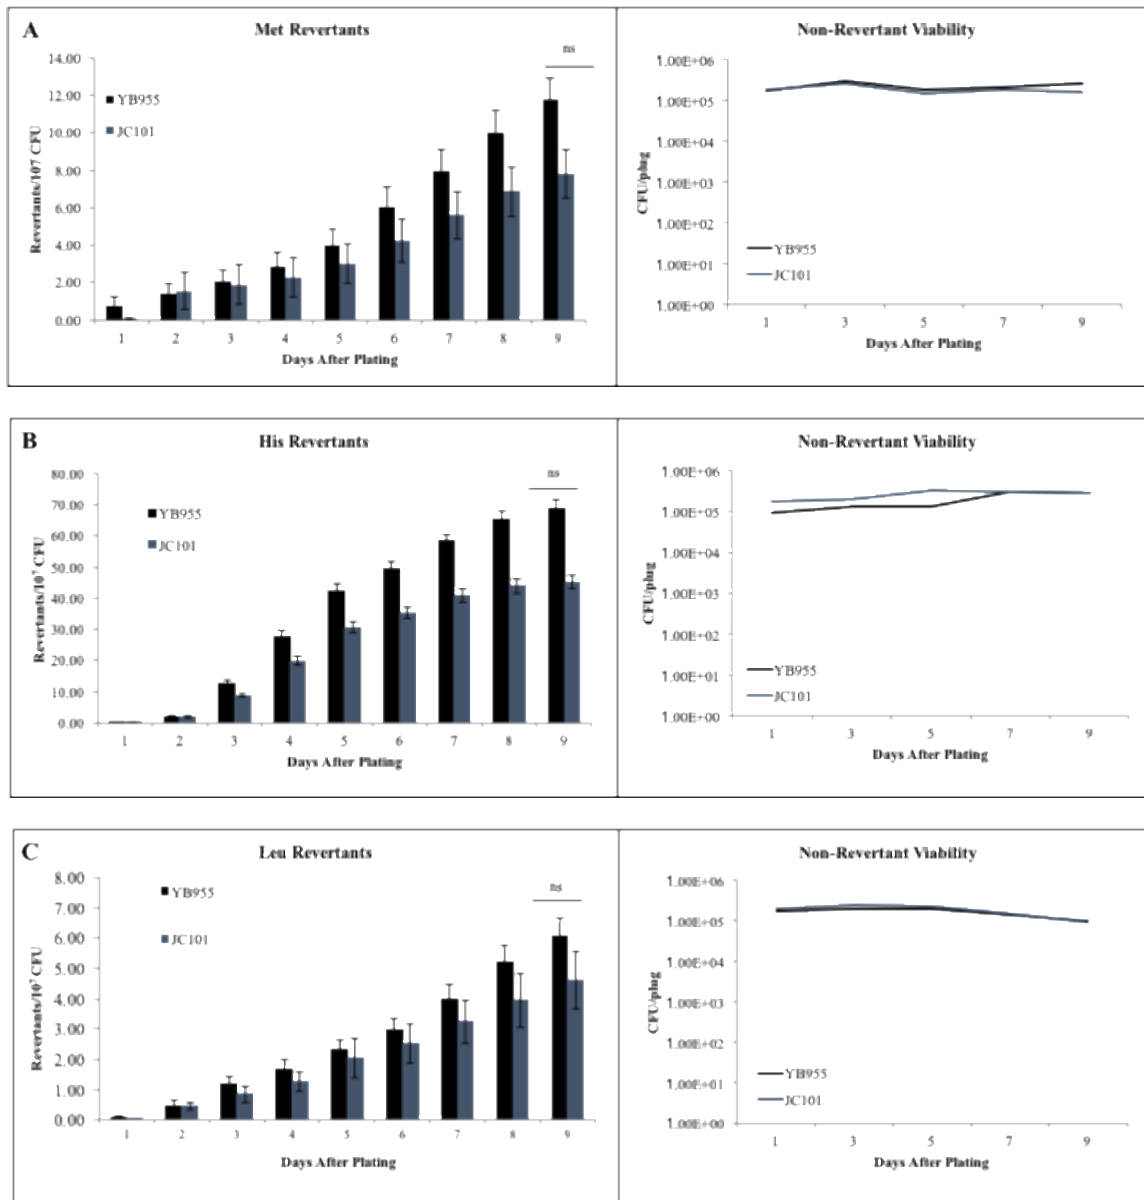 A
Met Revertants
Non-Revertant Viability
ns
14.00
12.00
10.00
8.00
6.00
4.00
2.00
0.00
Revertants/107 CFU
YB955
JC101
1 2 3 4 5 6 7 8 9
Days After Plating
1.00E+06
1.00E+05
1.00E+04
1.00E+03
1.00E+02
1.00E+01
1.00E+00
CFU/plug
YB955
JC101
1 3 5 7 9
Days After Plating
B
His Revertants
Non-Revertant Viability
ns
80.00
70.00
60.00
50.00
40.00
30.00
20.00
10.00
0.00
Revertants/10⁷ CFU
YB955
JC101
1 2 3 4 5 6 7 8 9
Days After Plating
1.00E+06
1.00E+05
1.00E+04
1.00E+03
1.00E+02
1.00E+01
1.00E+00
CFU/plug
YB955
JC101
1 3 5 7 9
Days After Plating
C
Leu Revertants
Non-Revertant Viability
ns
8.00
7.00
6.00
5.00
4.00
3.00
2.00
1.00
0.00
Revertants/10⁷ CFU
YB955
JC101
1 2 3 4 5 6 7 8 9
Days After Plating
1.00E+06
1.00E+05
1.00E+04
1.00E+03
1.00E+02
1.00E+01
1.00E+00
CFU/plug
YB955
JC101
1 3 5 7 9
Days After Plating